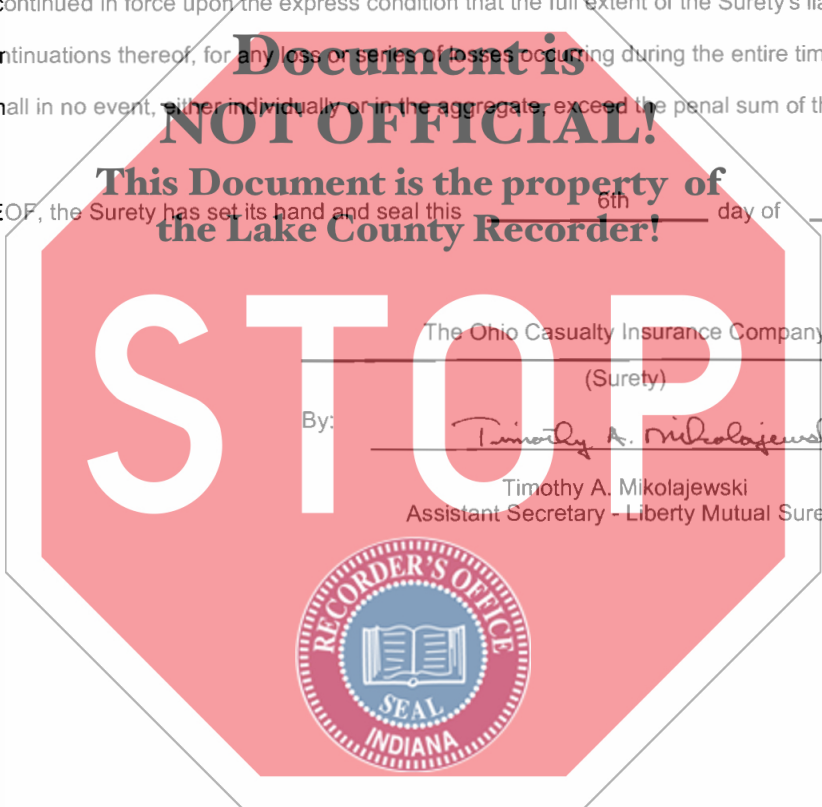 continued in force upon the express condition that the full extent of the Surety's
Document is
ntinuations thereof, for any loss or series of losses occurring during the entire
NOT OFFICIAL!
hall in no event, either individually or in the aggregate, exceed the penal sum of
This Document is the property of
EOF, the Surety has set its hand and seal this 6th day of
the Lake County Recorder!
STOP
The Ohio Casualty Insurance Company
(Surety)
By: Timothy A. Mikolajews
Timothy A. Mikolajewski
Assistant Secretary - Liberty Mutual Sure
RECORDER'S OFFICE
SEAL
INDIANA